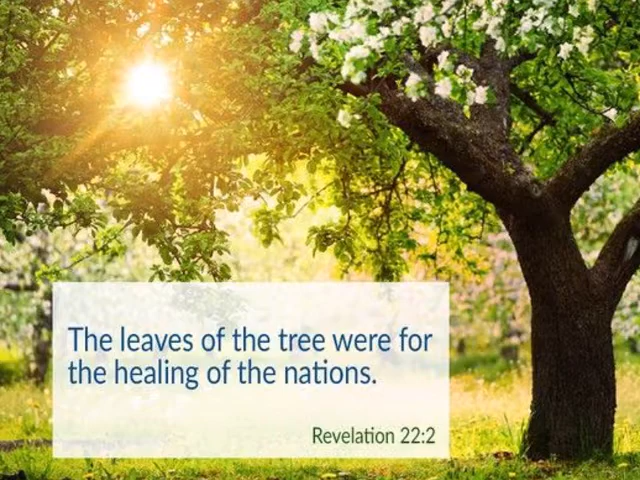 The leaves of the tree were for
the healing of the nations.
Revelation 22:2